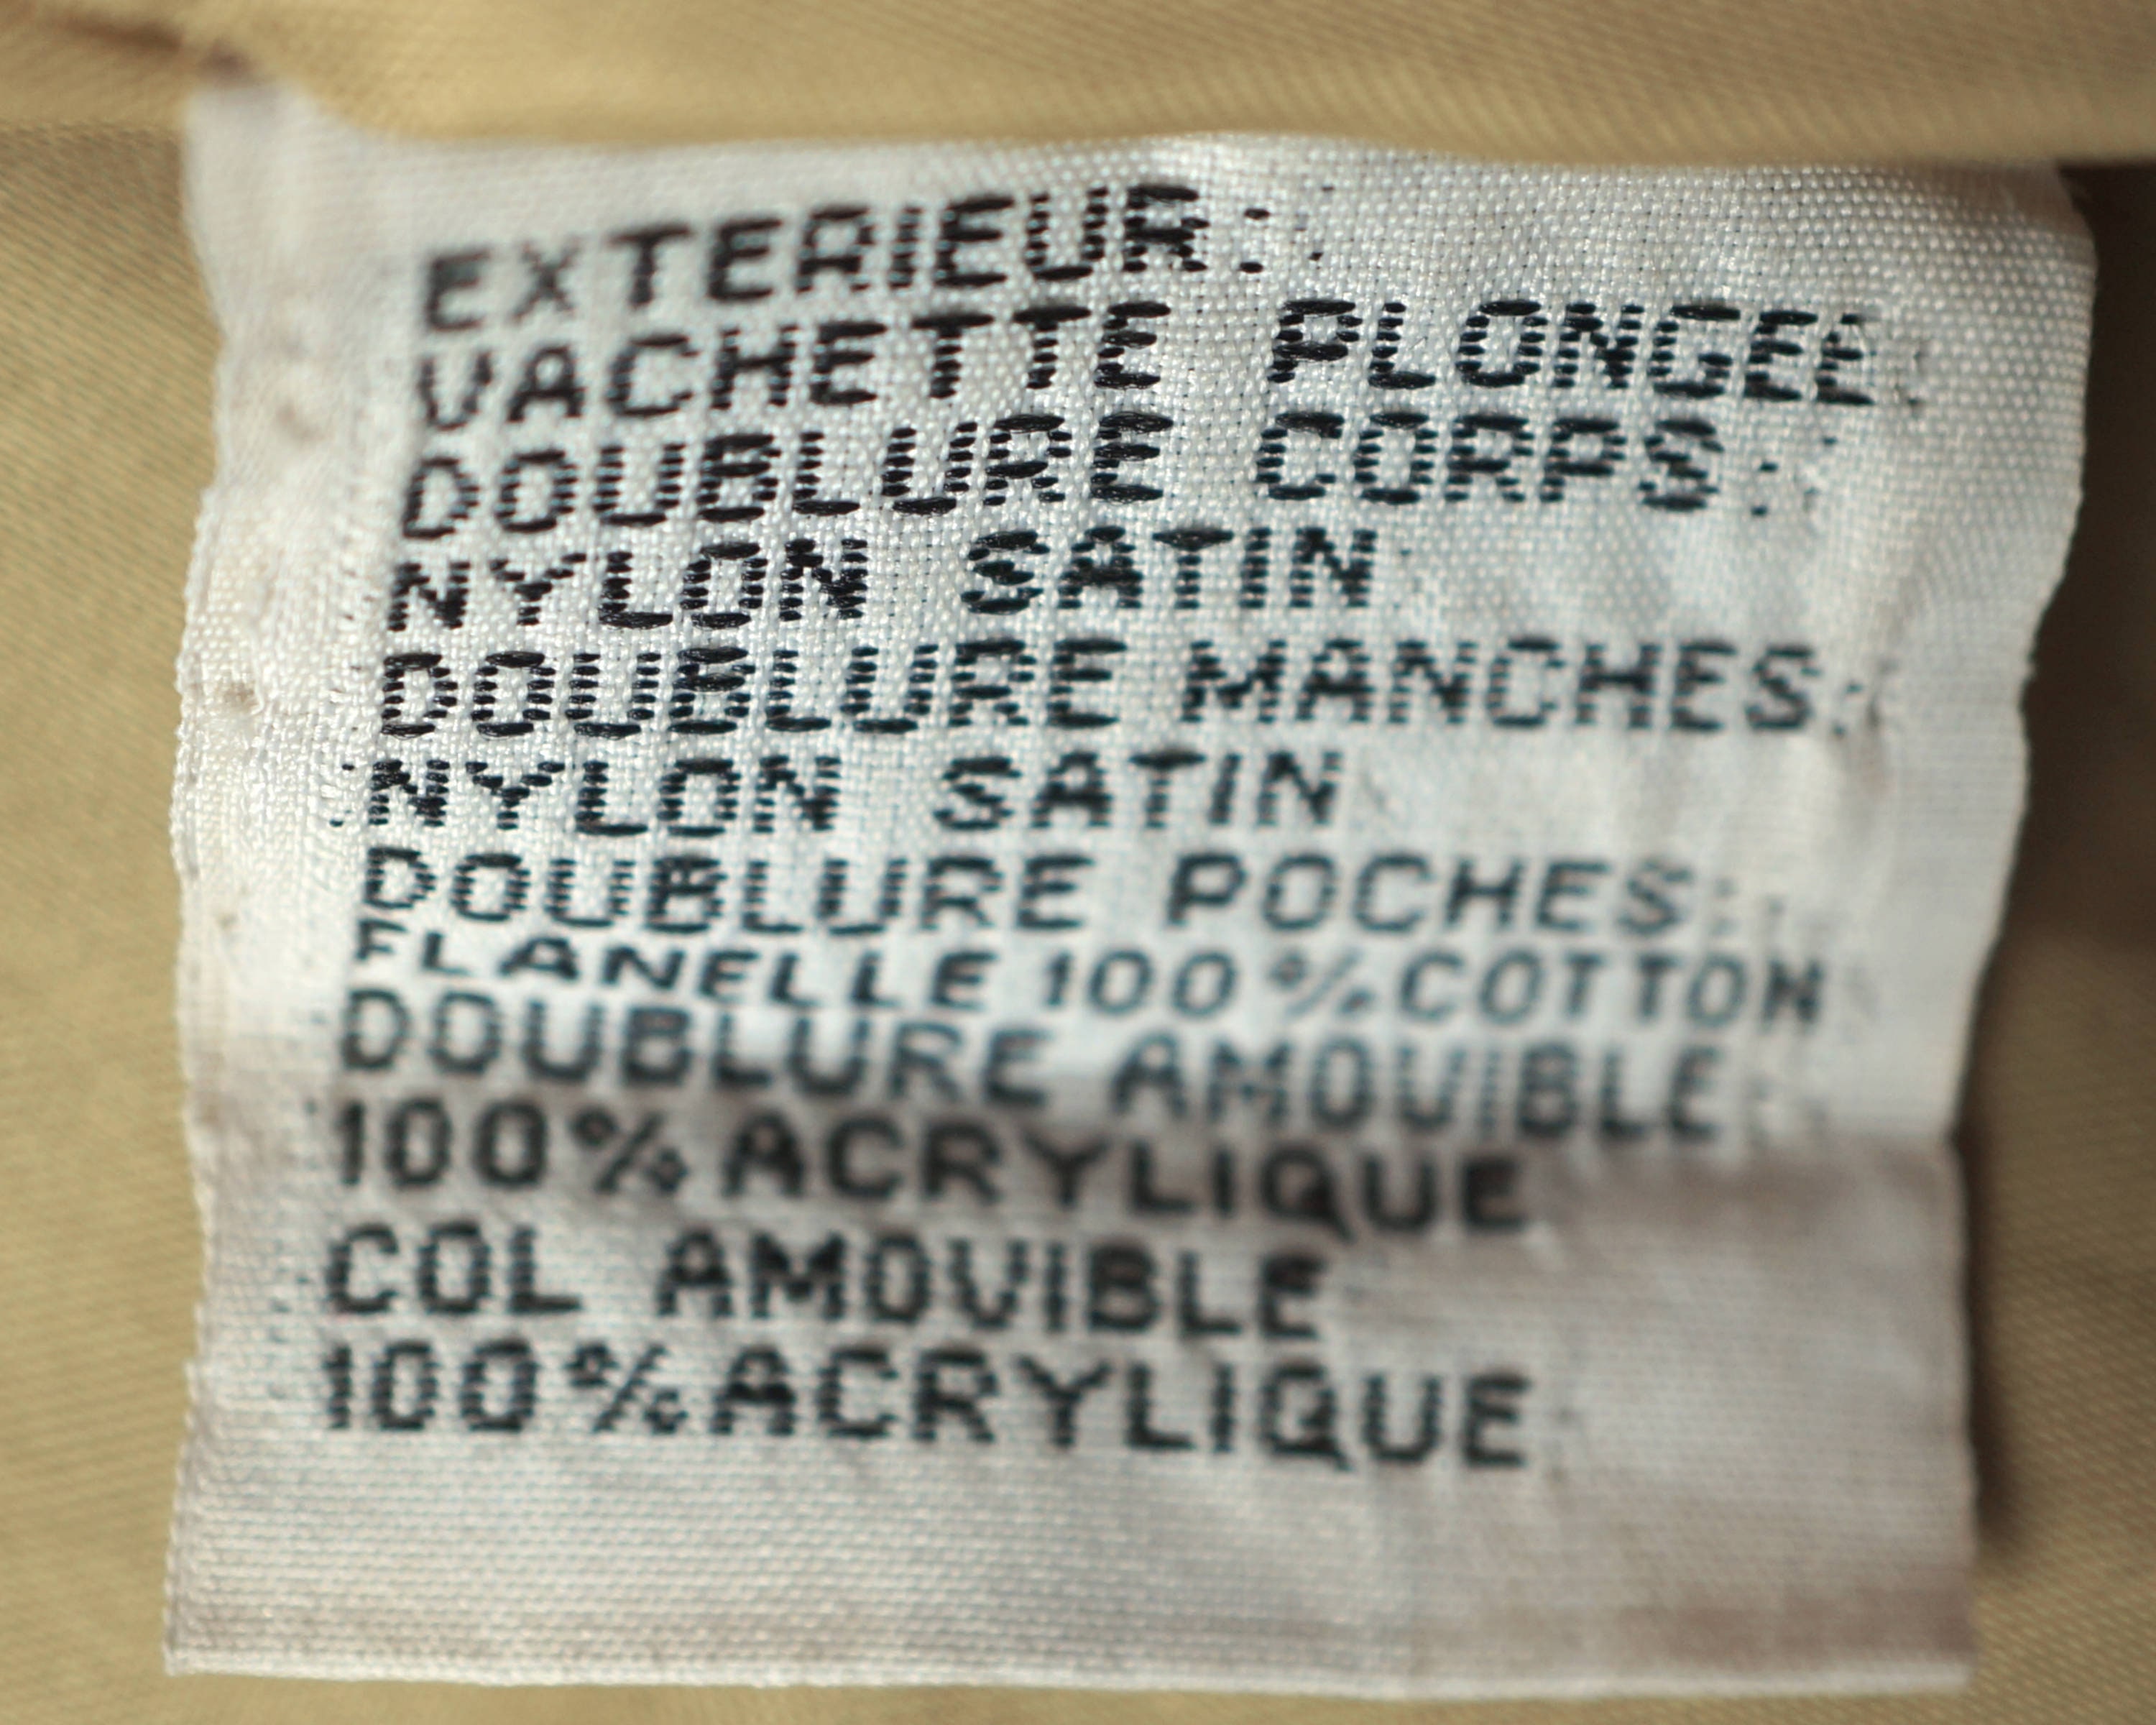 EXTERIEUR:
VACHETTE PLONGEE
DOUBLURE CORPS:
NYLON SATIN
DOUBLURE MANCHES:
NYLON SATIN
DOUBLURE POCHES:
FLANELLE 100%COTTON
DOUBLURE AMOVIBLE
100%ACRYLIQUE
COL AMOVIBLE
100%ACRYLIQUE